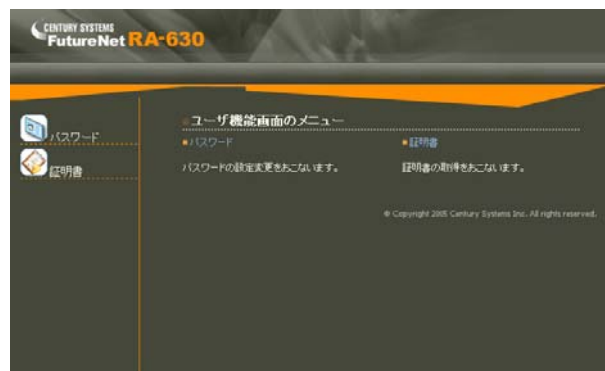 CENTURY SYSTEMS
FutureNet RA-630
パスワード
証明書
ユーザ機能画面のメニュー
パスワード
証明書
パスワードの設定変更をおこないます。
証明書の取得をおこないます。
© Copyright 2005 Century Systems Inc. All rights reserved.